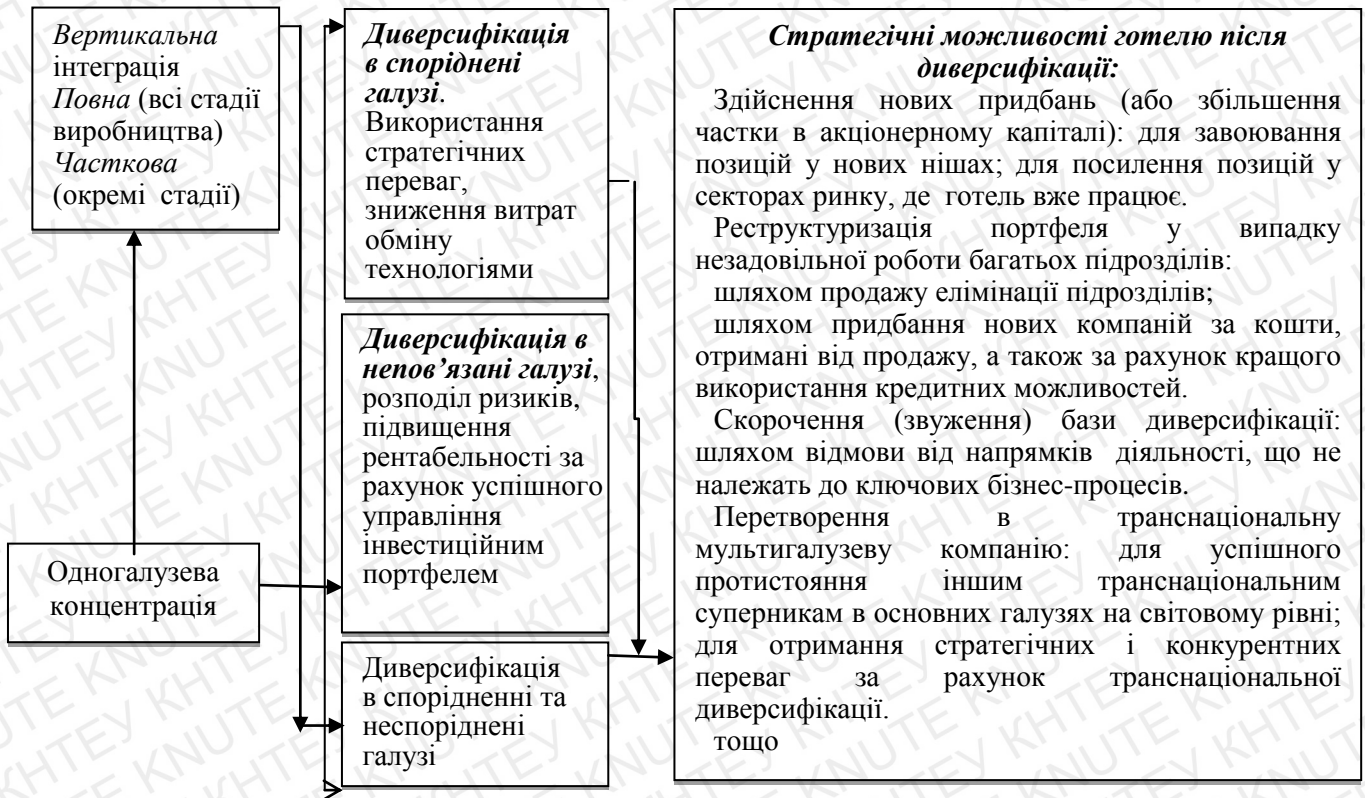 Вертикальна
інтеграція
Повна (всі стадії
виробництва)
Часткова
(окремі стадії)
Одногалузева
концентрація
Диверсифікація
в споріднені
галузі.
Використання
стратегічних
переваг,
зниження витрат
обміну
технологіями
Диверсифікація в
непов’язані галузі,
розподіл ризиків,
підвищення
рентабельності за
рахунок успішного
управління
інвестиційним
портфелем
Диверсифікація
в спорідненні та
неспоріднені
галузі
Стратегічні можливості готелю після
диверсифікації:
Здійснення нових придбань (або збільшення
частки в акціонерному капіталі): для завоювання
позицій у нових нішах; для посилення позицій у
секторах ринку, де готель вже працює.
Реструктуризація портфеля у випадку
незадовільної роботи багатьох підрозділів:
шляхом продажу елімінації підрозділів;
шляхом придбання нових компаній за кошти,
отримані від продажу, а також за рахунок кращого
використання кредитних можливостей.
Скорочення (звуження) бази диверсифікації:
шляхом відмови від напрямків діяльності, що не
належать до ключових бізнес-процесів.
Перетворення в транснаціональну
мультигалузеву компанію: для успішного
протистояння іншим транснаціональним
суперникам в основних галузях на світовому рівні;
для отримання стратегічних і конкурентних
переваг за рахунок транснаціональної
диверсифікації.
тощо